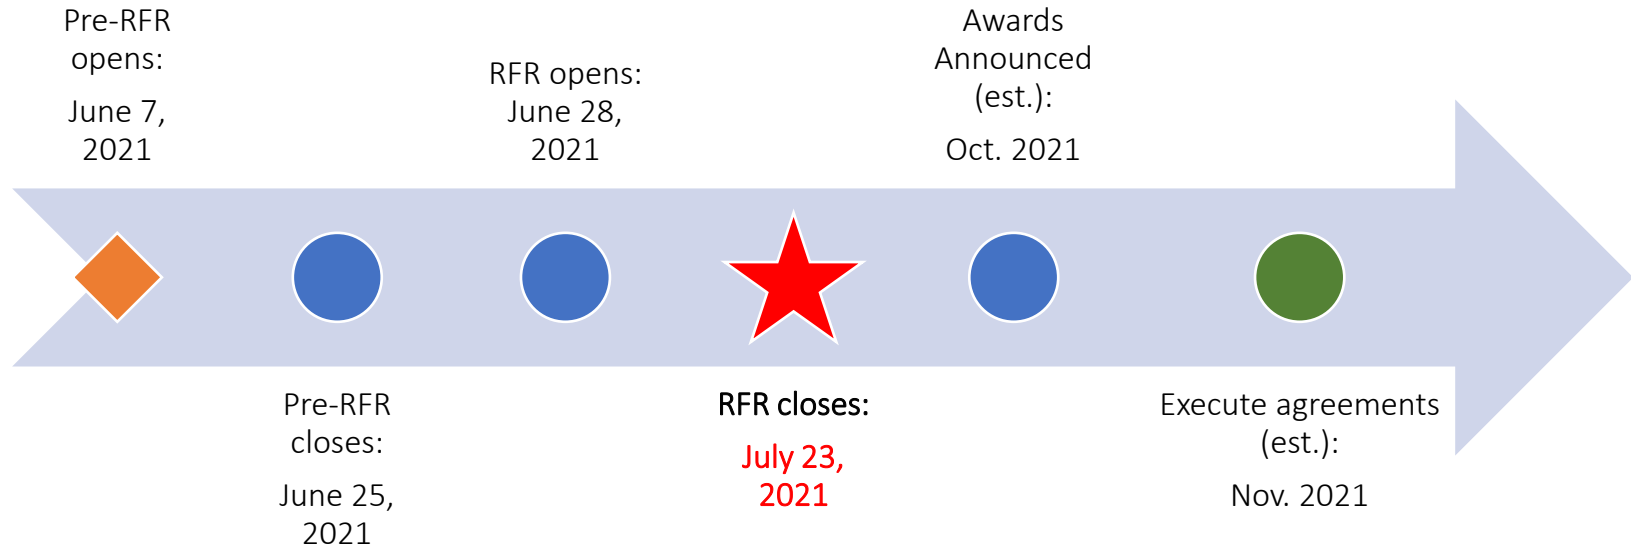 Pre-RFR
opens:
June 7,
2021
Pre-RFR
closes:
June 25,
2021
RFR opens:
June 28,
2021
RFR closes:
July 23,
2021
Awards
Announced
(est.):
Oct. 2021
Execute agreements
(est.):
Nov. 2021